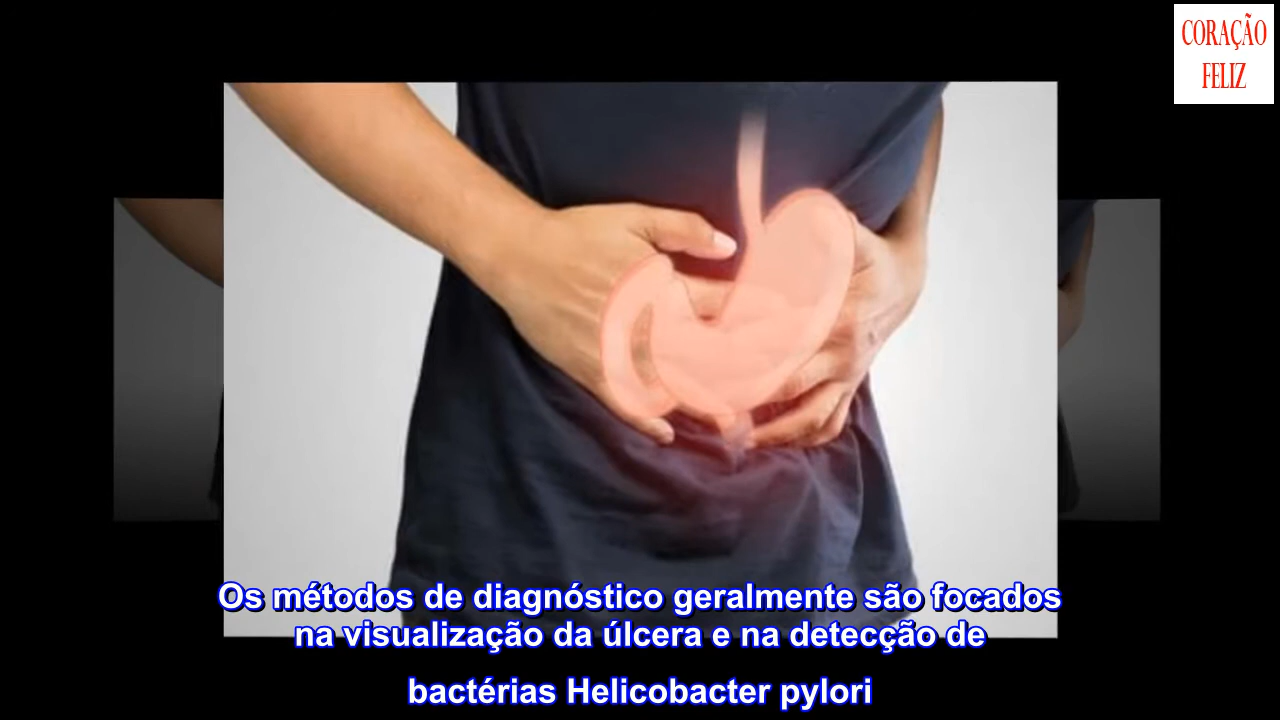 CORAÇÃO
FELIZ
Os métodos de diagnóstico geralmente são focados
na visualização da úlcera e na detecção de
bactérias Helicobacter pylori